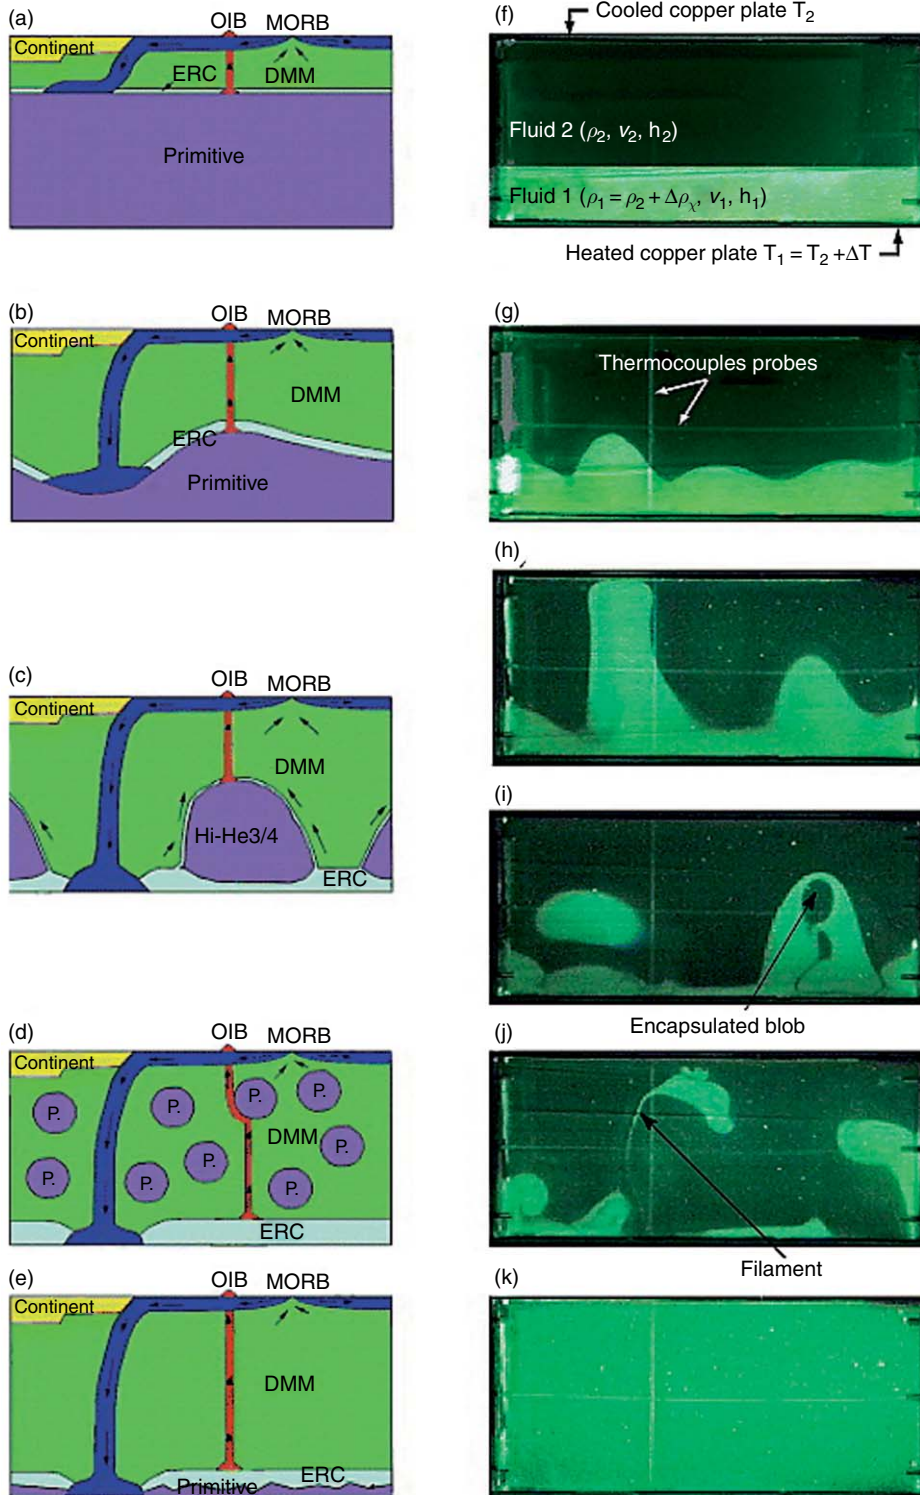 (a)
OIB MORB
Continent
ERC DMM
Primitive
(b)
OIB MORB
Continent
DMM
ERC
Primitive
(c)
OIB MORB
Continent
DMM
Hi-He3/4
ERC
(d)
OIB MORB
Continent
P. P. P. P.
DMM P.
P. P. P. P.
ERC
(e)
OIB MORB
Continent
DMM
ERC
Primitive
(f)
Cooled copper plate T₂
Fluid 2 (ρ₂, ν₂, h₂)
Fluid 1 (ρ₁ = ρ₂ + Δρᵪ, ν₁, h₁)
Heated copper plate T₁ = T₂ + ΔT
(g)
Thermocouples probes
(h)
(i)
Encapsulated blob
(j)
Filament
(k)